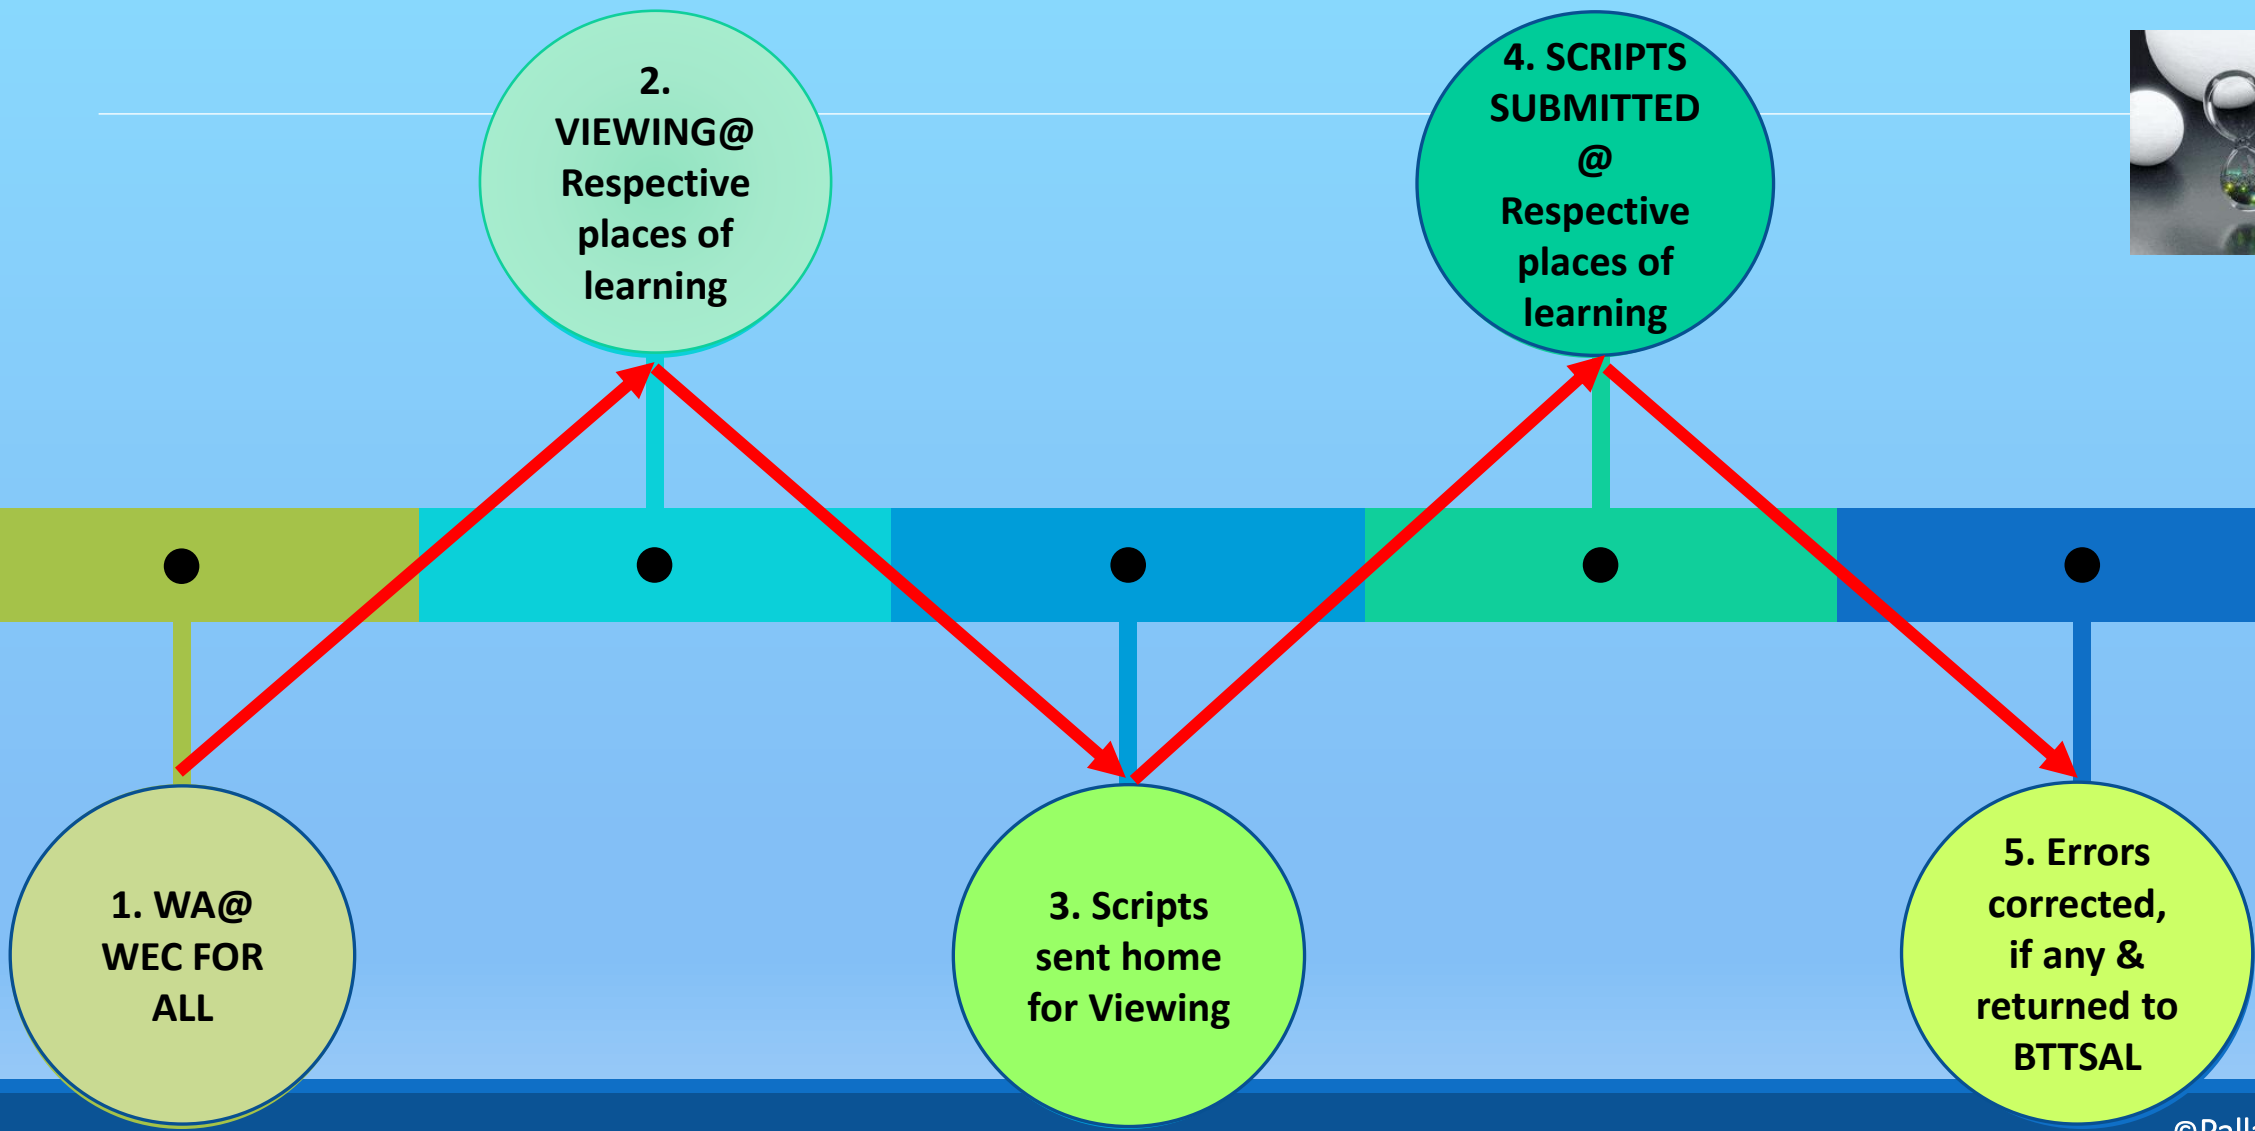 1. WA@
WEC FOR
ALL
2.
VIEWING@
Respective
places of
learning
3. Scripts
sent home
for Viewing
4. SCRIPTS
SUBMITTED
@
Respective
places of
learning
5. Errors
corrected,
if any &
returned to
BTTSAL